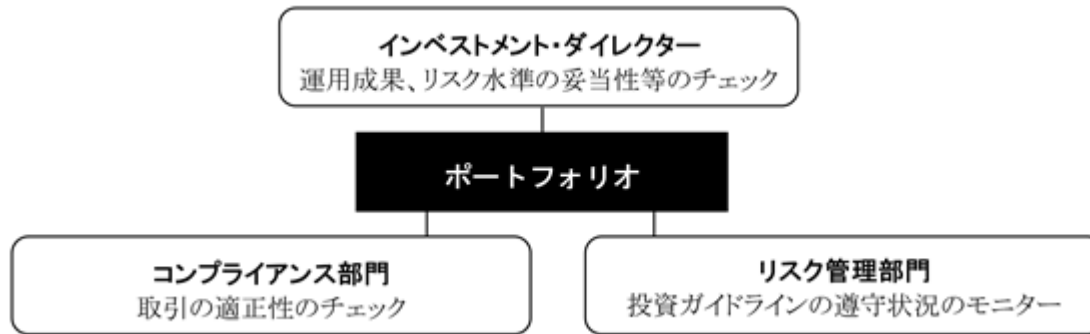 インベストメント・ダイレクター
運用成果、リスク水準の妥当性等のチェック
ポートフォリオ
コンプライアンス部門
取引の適正性のチェック
リスク管理部門
投資ガイドラインの遵守状況のモニター